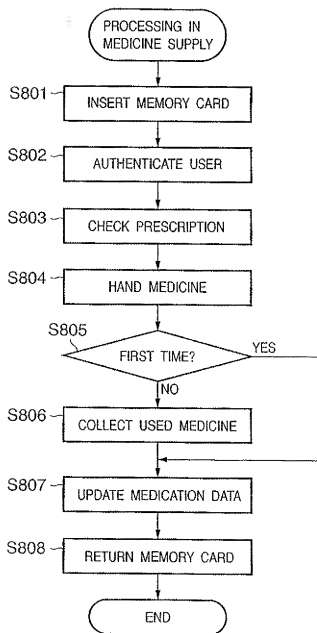 PROCESSING IN
MEDICINE SUPPLY
S801
INSERT MEMORY CARD
S802
AUTHENTICATE USER
S803
CHECK PRESCRIPTION
S804
HAND MEDICINE
S805
FIRST TIME?
YES
NO
S806
COLLECT USED MEDICINE
S807
UPDATE MEDICATION DATA
S808
RETURN MEMORY CARD
END